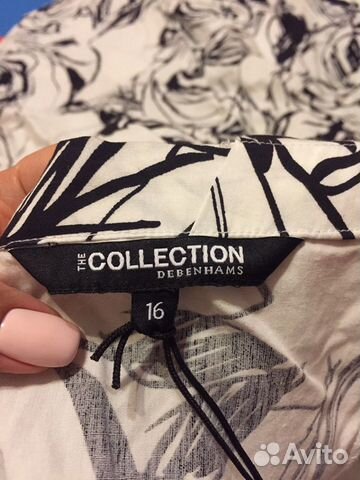 THE COLLECTION
DEBENHAMS
16
Avito